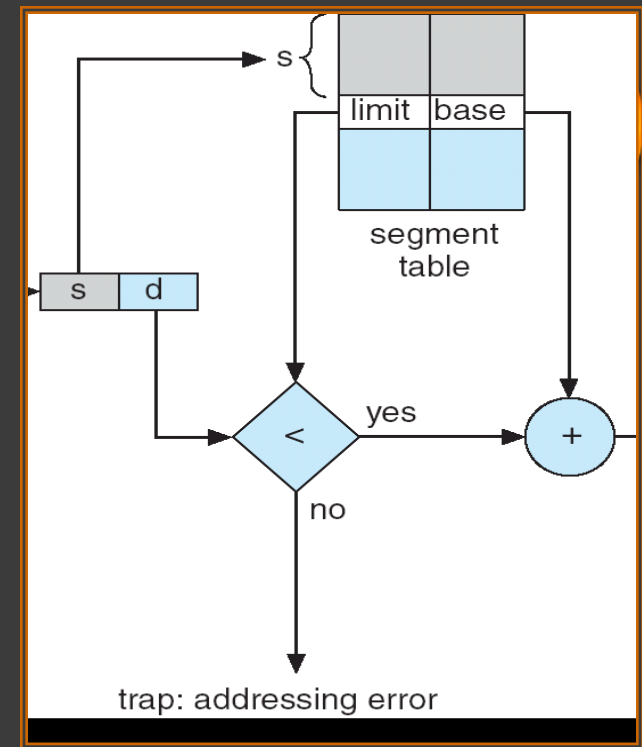 s
limit base
segment
table
s d
yes
<
+
no
trap: addressing error